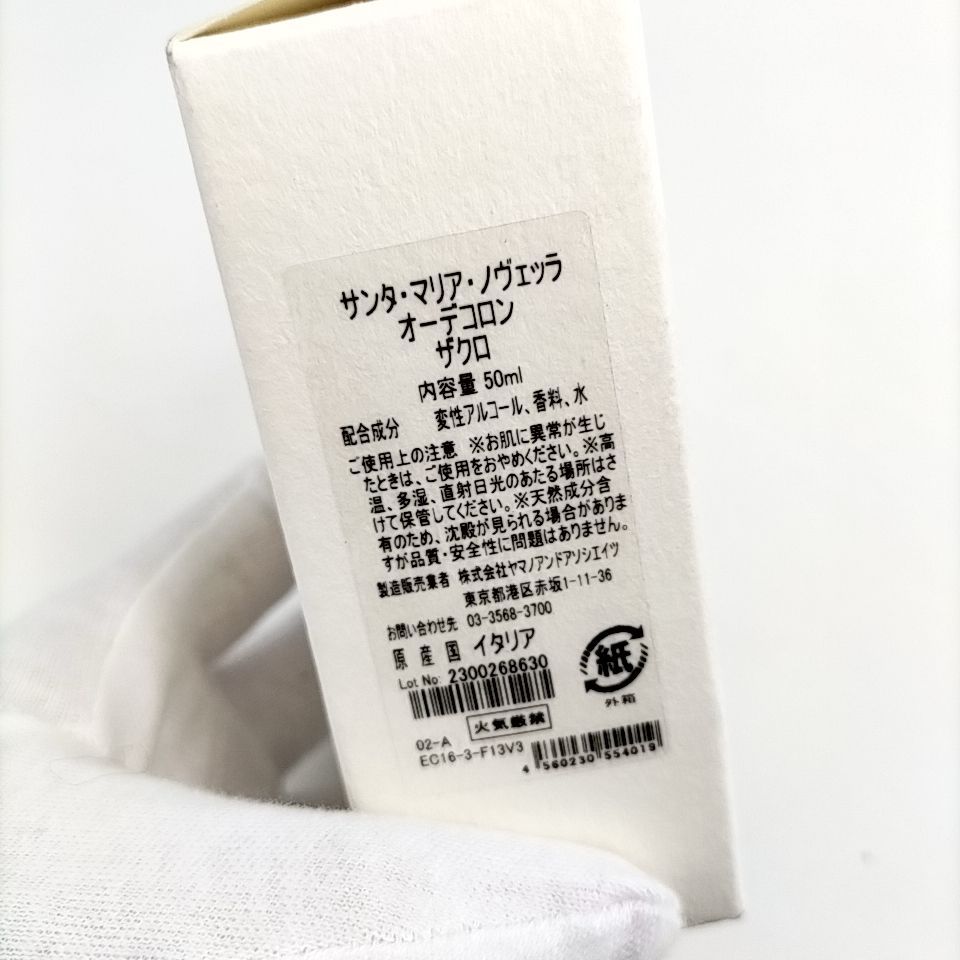 サンタ・マリア・ノヴェッラ
オーデコロン
ザクロ
内容量 50ml
配合成分 変性アルコール、香料、水
ご使用上の注意 ※お肌に異常が生じ
たときは、ご使用をおやめください。※高
温、多湿、直射日光のあたる場所はさ
けて保管してください。※天然成分含
有のため、沈殿が見られる場合がありま
すが品質・安全性に問題はありません。
製造販売業者 株式会社ヤマノアンドアソシエイツ
東京都港区赤坂1-11-36
お問い合わせ先 03-3568-3700
原産国 イタリア
Lot No: 2300268630
紙
外箱
火気厳禁
02-A
EC16-3-F13V3
4 560230 554019